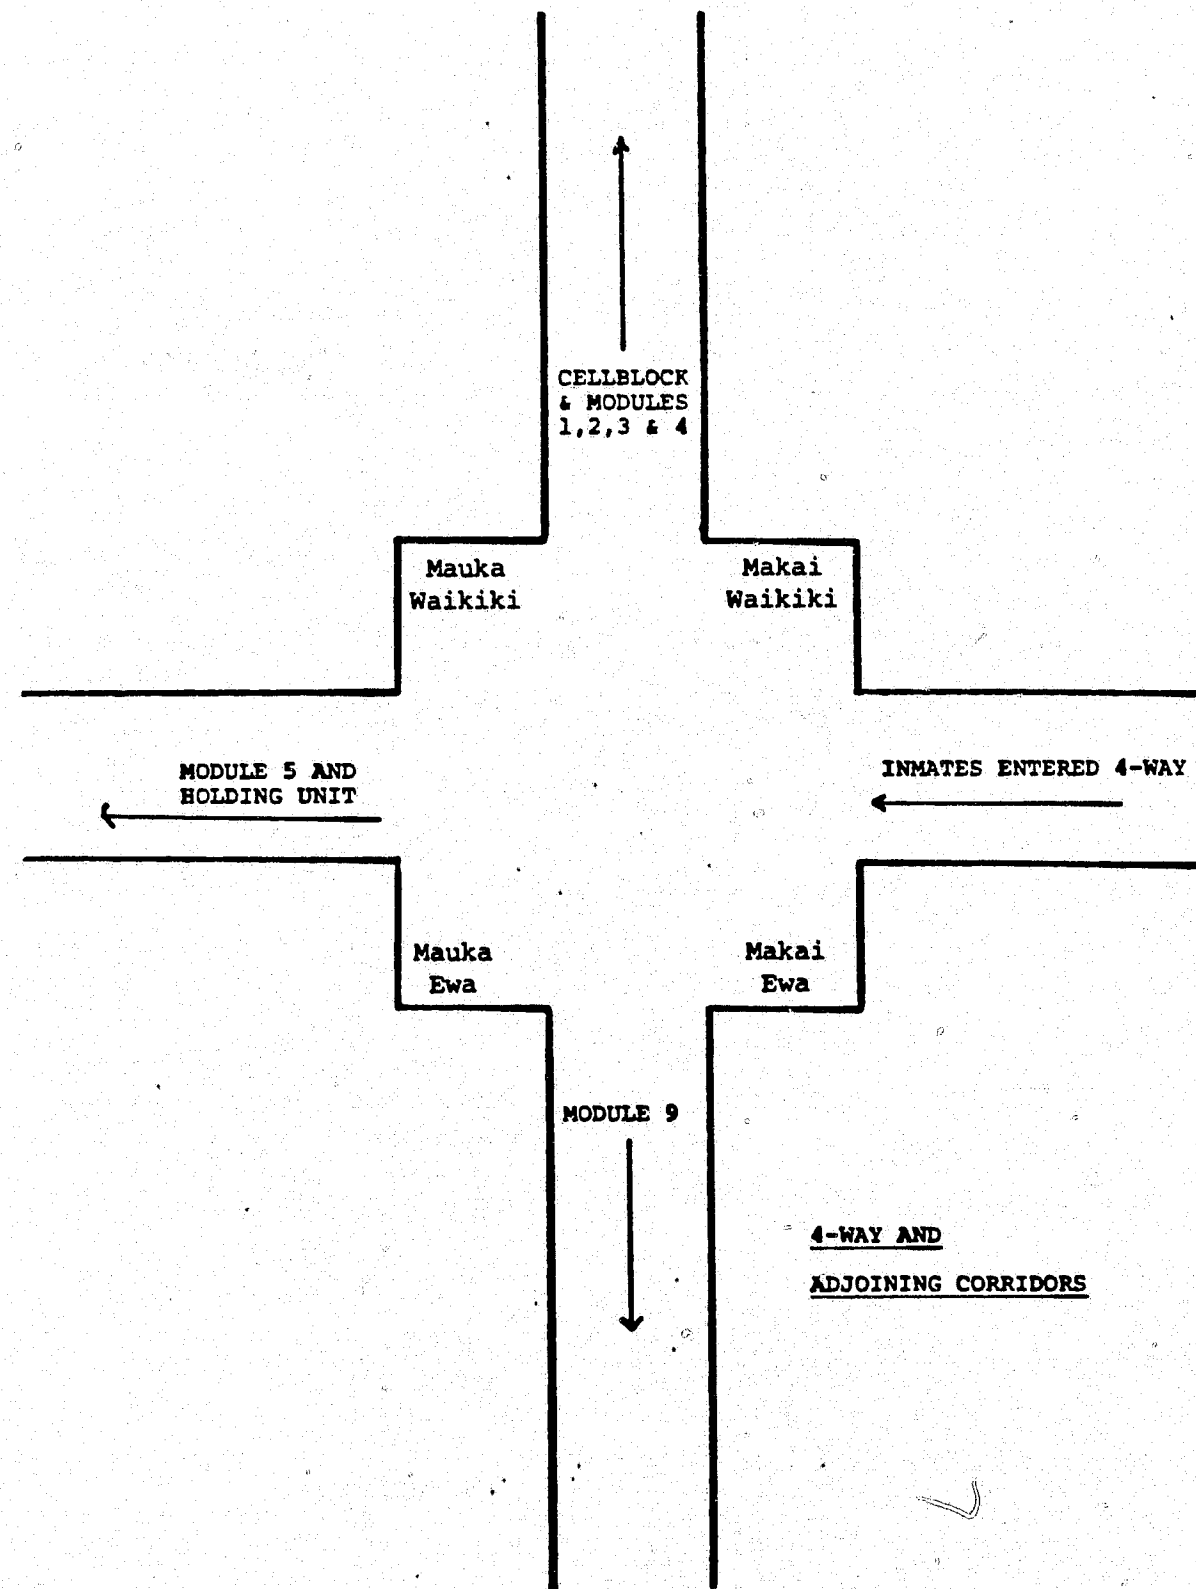 CELLBLOCK
& MODULES
1,2,3 & 4
Mauka
Waikiki
Makai
Waikiki
MODULE 5 AND
HOLDING UNIT
INMATES ENTERED 4-WAY
Mauka
Ewa
Makai
Ewa
MODULE 9
4-WAY AND
ADJOINING CORRIDORS